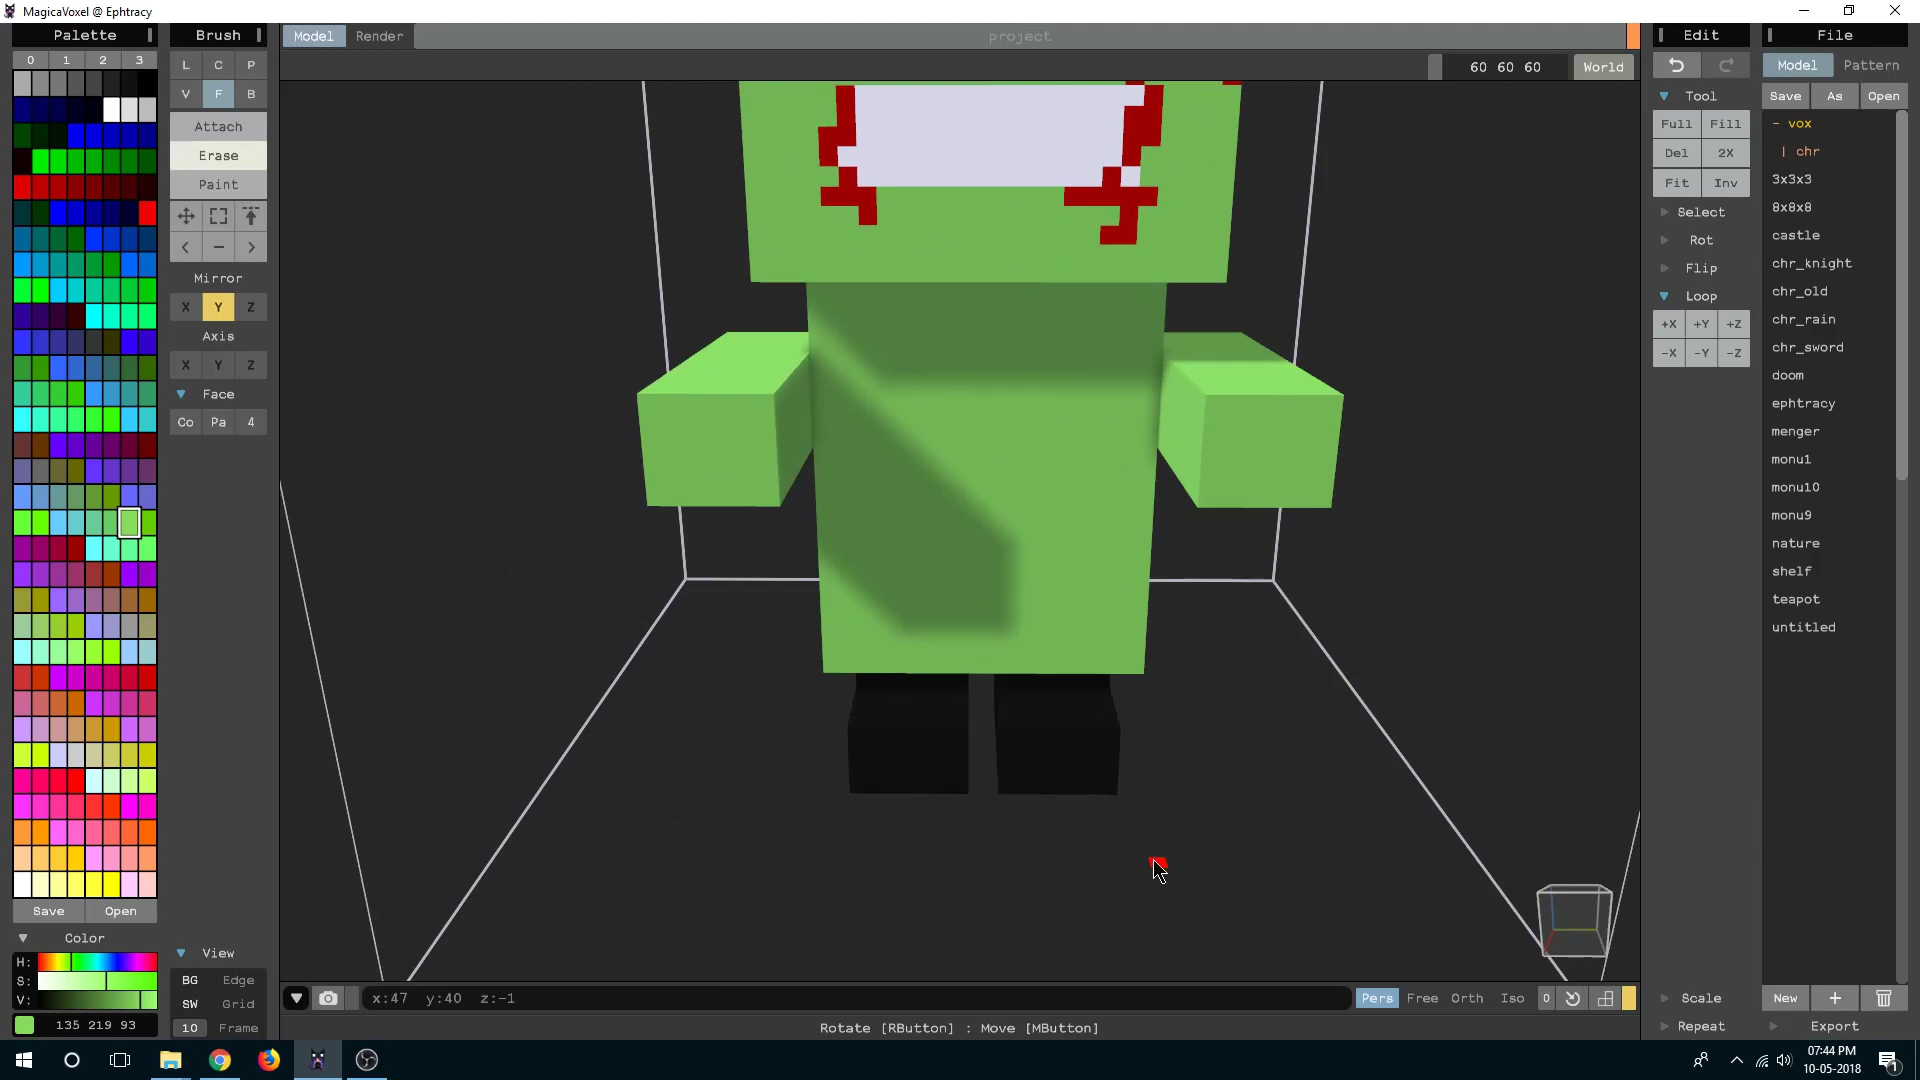 MagicaVoxel @ Ephtracy
Palette
Brush
Model
Render
project
Edit
File
0 1 2 3
L C P
60 60 60
World
Model
Pattern
V F B
Tool
Save
As
Open
Attach
Full
Fill
- vox
Erase
Del
2X
| chr
Paint
Fit
Inv
3x3x3
Select
8x8x8
< - >
Rot
castle
Mirror
Flip
chr_knight
X Y Z
Loop
chr_old
Axis
+X +Y +Z
chr_rain
X Y Z
-X -Y -Z
chr_sword
Face
doom
Co Pa 4
ephtracy
menger
monu1
monu10
monu9
nature
shelf
teapot
untitled
Save
Open
Color
View
H:
S:
V:
BG
Edge
SW
Grid
10
Frame
135 219 93
x:47 y:40 z:-1
Pers
Free
Orth
Iso
0
Scale
New
+
Rotate [RButton] : Move [MButton]
Repeat
Export
07:44 PM
10-05-2018
1